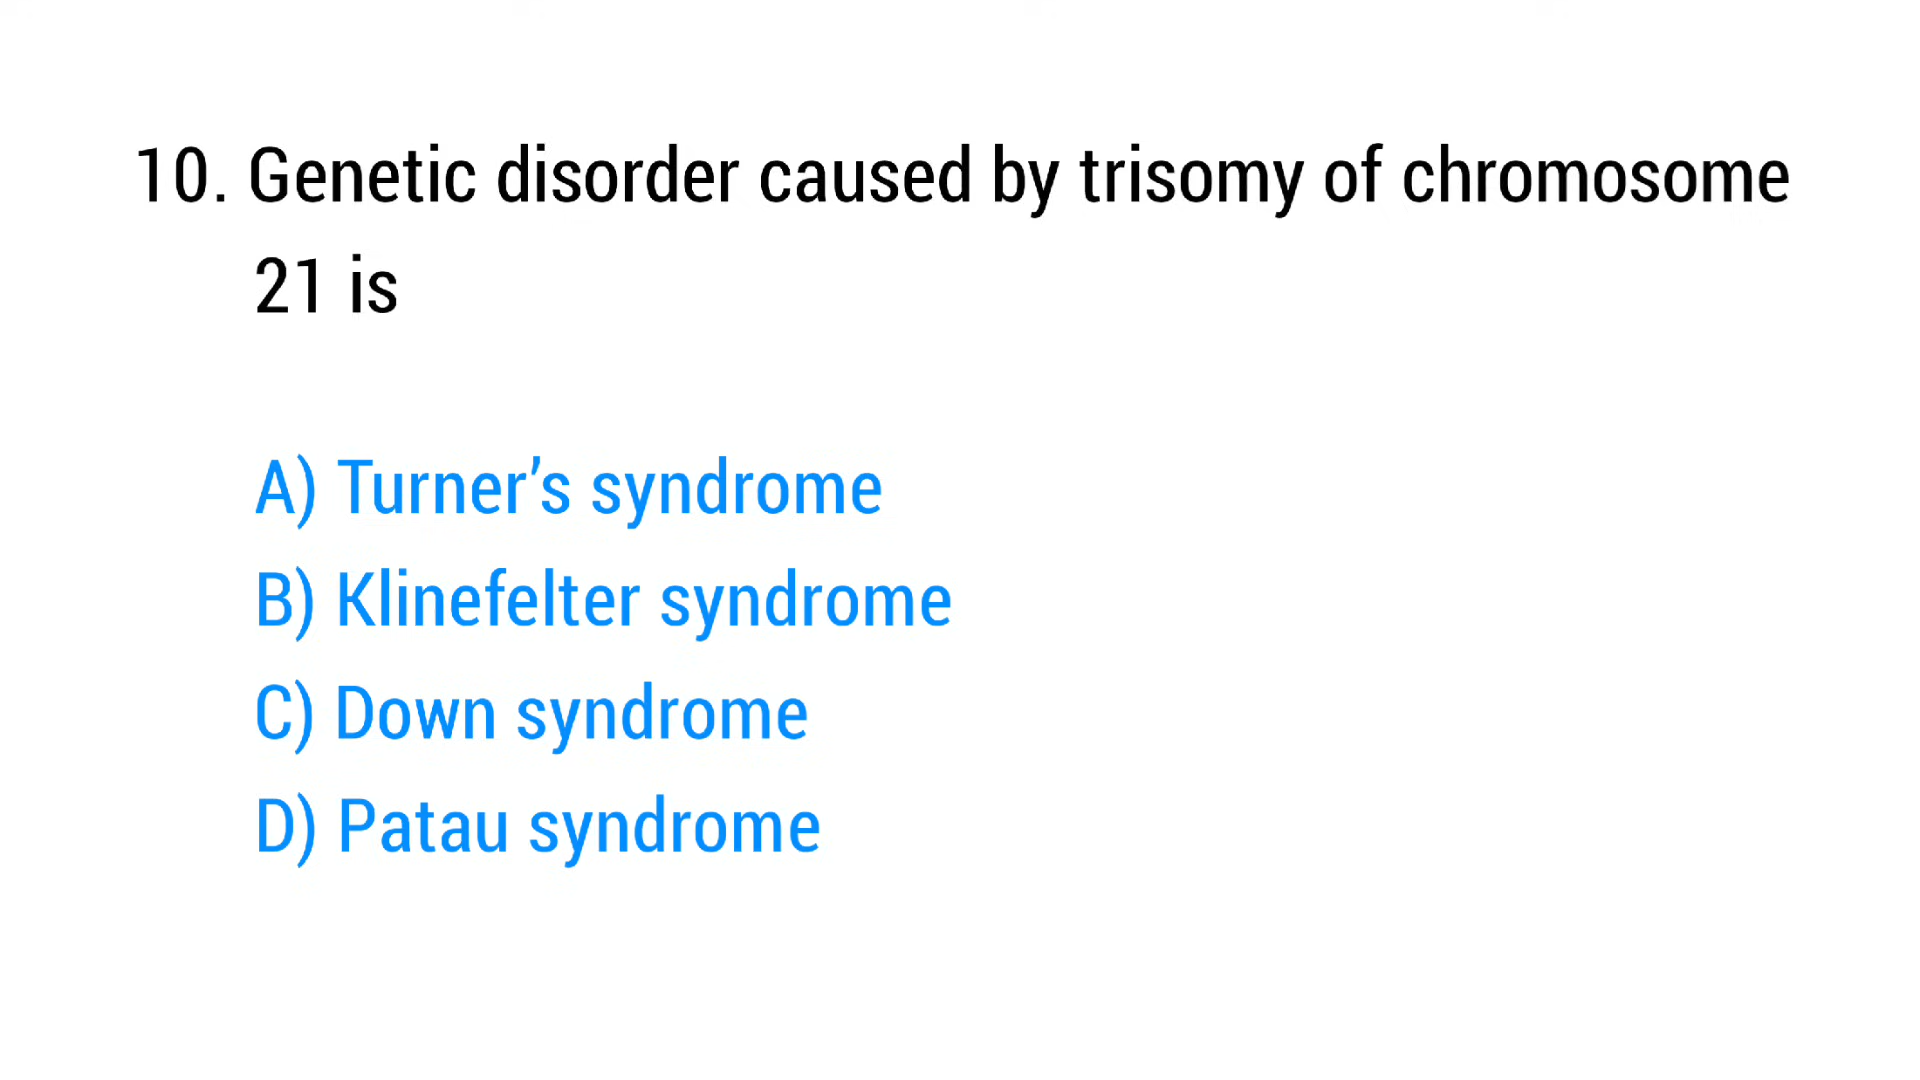 10. Genetic disorder caused by trisomy of chromosome
21 is
A) Turner’s syndrome
B) Klinefelter syndrome
C) Down syndrome
D) Patau syndrome